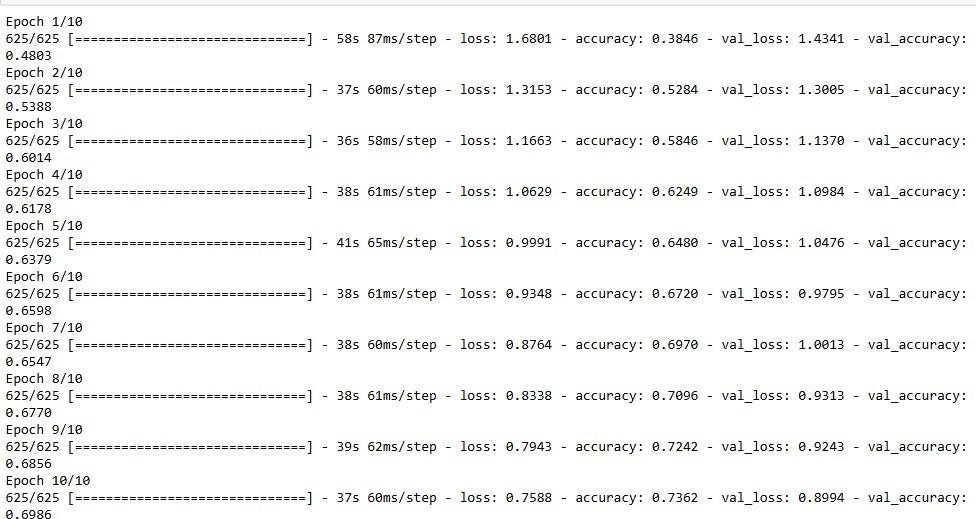 Epoch 1/10
625/625 [==============================] - 58s 87ms/step - loss: 1.6801 - accuracy: 0.3846 - val_loss: 1.4341 - val_accuracy:
0.4803
Epoch 2/10
625/625 [==============================] - 37s 60ms/step - loss: 1.3153 - accuracy: 0.5284 - val_loss: 1.3005 - val_accuracy:
0.5388
Epoch 3/10
625/625 [==============================] - 36s 58ms/step - loss: 1.1663 - accuracy: 0.5846 - val_loss: 1.1370 - val_accuracy:
0.6014
Epoch 4/10
625/625 [==============================] - 38s 61ms/step - loss: 1.0629 - accuracy: 0.6249 - val_loss: 1.0984 - val_accuracy:
0.6178
Epoch 5/10
625/625 [==============================] - 41s 65ms/step - loss: 0.9991 - accuracy: 0.6480 - val_loss: 1.0476 - val_accuracy:
0.6379
Epoch 6/10
625/625 [==============================] - 38s 61ms/step - loss: 0.9348 - accuracy: 0.6720 - val_loss: 0.9795 - val_accuracy:
0.6598
Epoch 7/10
625/625 [==============================] - 38s 60ms/step - loss: 0.8764 - accuracy: 0.6970 - val_loss: 1.0013 - val_accuracy:
0.6547
Epoch 8/10
625/625 [==============================] - 38s 61ms/step - loss: 0.8338 - accuracy: 0.7096 - val_loss: 0.9313 - val_accuracy:
0.6770
Epoch 9/10
625/625 [==============================] - 39s 62ms/step - loss: 0.7943 - accuracy: 0.7242 - val_loss: 0.9243 - val_accuracy:
0.6856
Epoch 10/10
625/625 [==============================] - 37s 60ms/step - loss: 0.7588 - accuracy: 0.7362 - val_loss: 0.8994 - val_accuracy:
0.6986